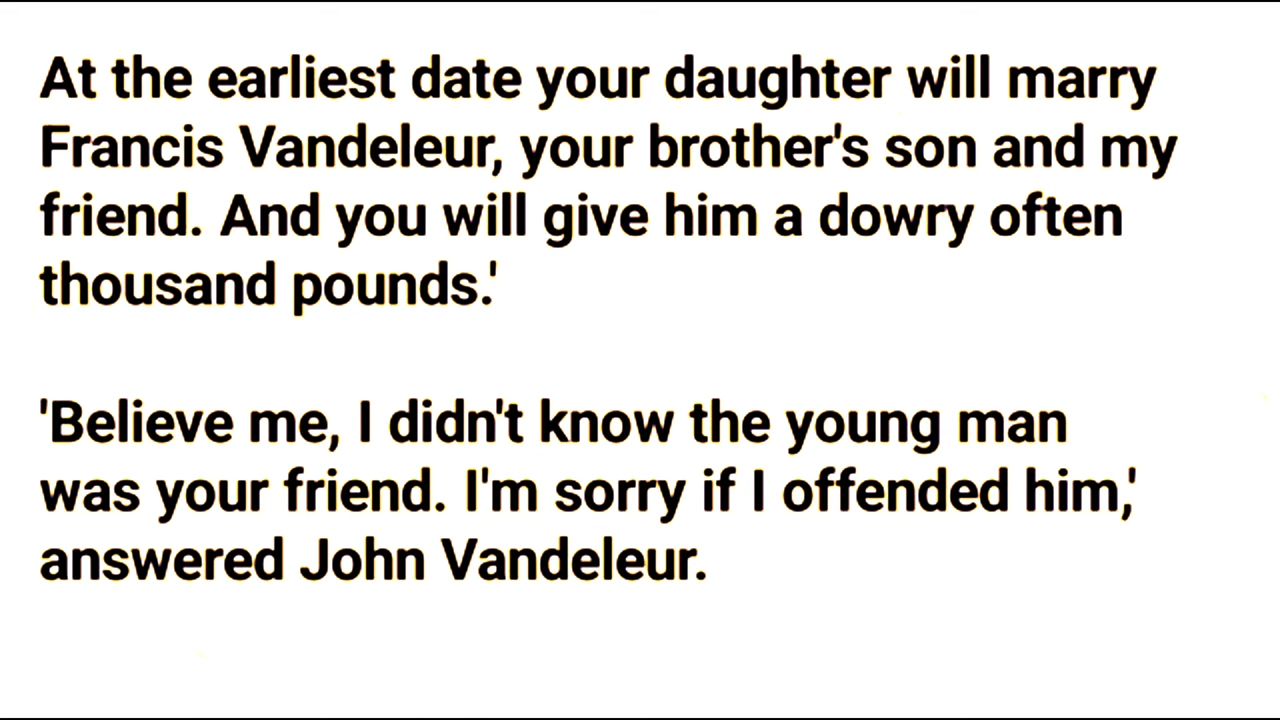 At the earliest date your daughter will marry
Francis Vandeleur, your brother's son and my
friend. And you will give him a dowry often
thousand pounds.'
'Believe me, I didn't know the young man
was your friend. I'm sorry if I offended him,'
answered John Vandeleur.